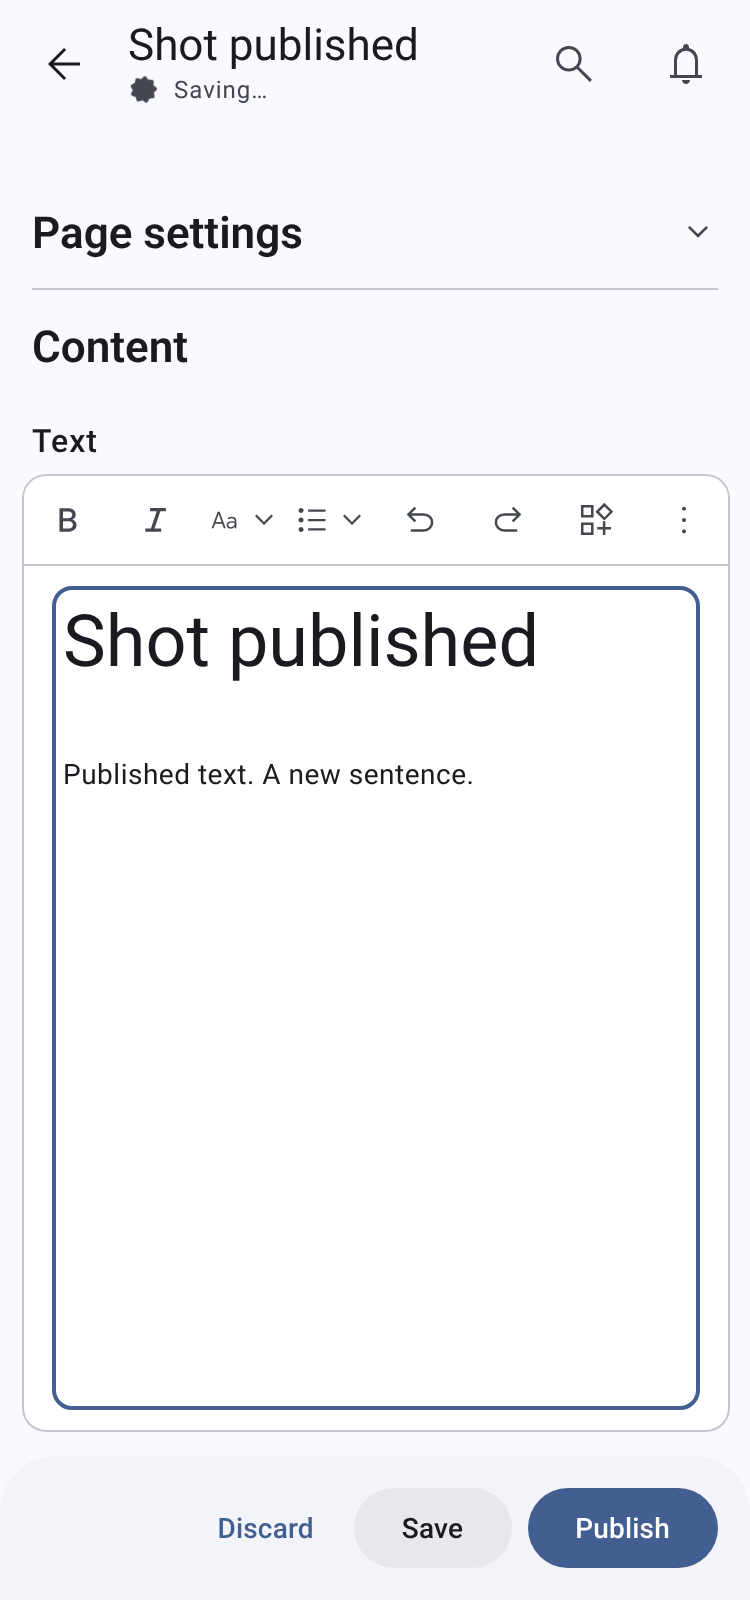 Shot published
Saving…
Page settings
Content
Text
B I Aa
Shot published
Published text. A new sentence.
Discard Save Publish